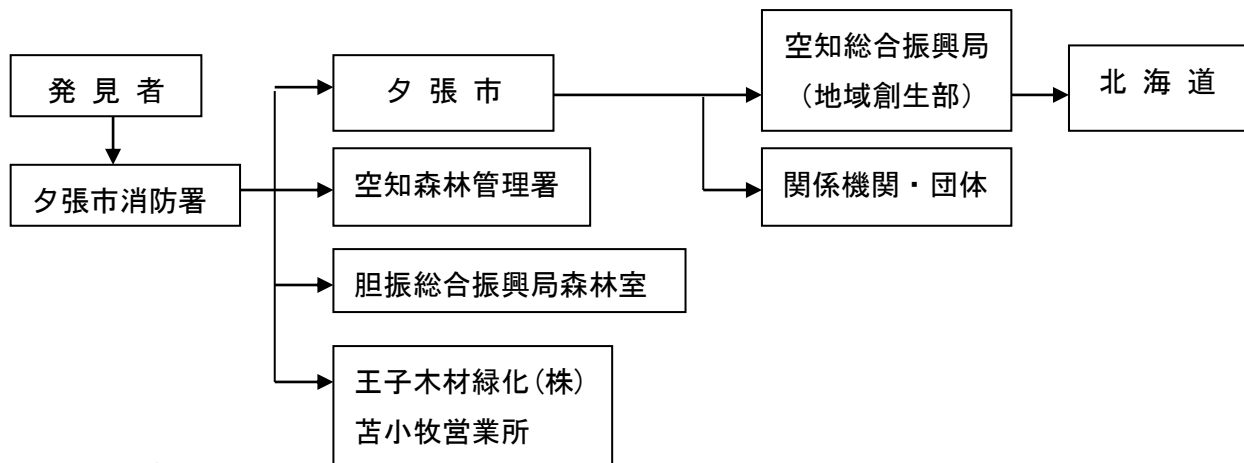 発見者
夕張市消防署
夕張市
空知森林管理署
胆振総合振興局森林室
王子木材緑化(株)
苫小牧営業所
空知総合振興局
(地域創生部)
関係機関・団体
北海道